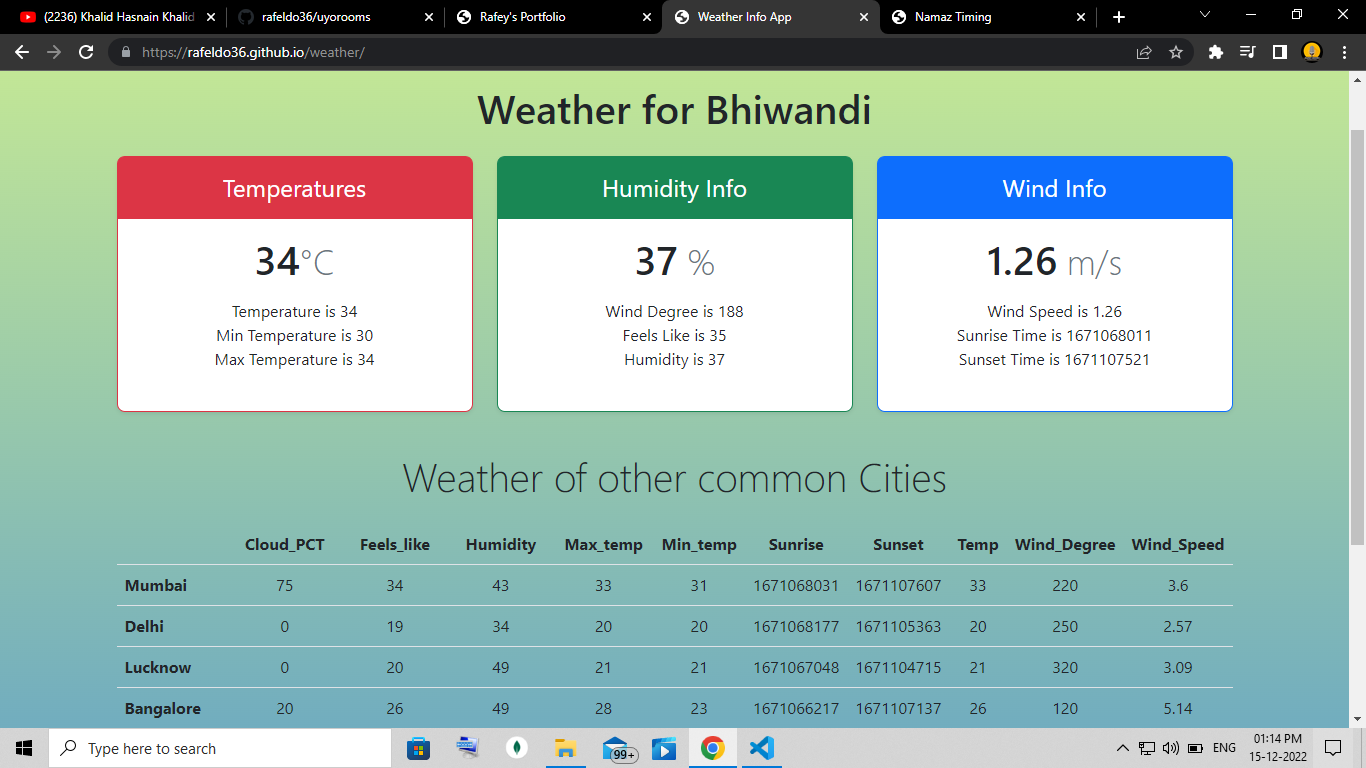 (2236) Khalid Hasnain Khalid
rafeldo36/uyorooms
Rafey's Portfolio
Weather Info App
Namaz Timing
https://rafeldo36.github.io/weather/
Weather for Bhiwandi
Temperatures
34°C
Temperature is 34
Min Temperature is 30
Max Temperature is 34
Humidity Info
37 %
Wind Degree is 188
Feels Like is 35
Humidity is 37
Wind Info
1.26 m/s
Wind Speed is 1.26
Sunrise Time is 1671068011
Sunset Time is 1671107521
Weather of other common Cities
Cloud_PCT Feels_like Humidity Max_temp Min_temp Sunrise Sunset Temp Wind_Degree Wind_Speed
Mumbai 75 34 43 33 31 1671068031 1671107607 33 220 3.6
Delhi 0 19 34 20 20 1671068177 1671105363 20 250 2.57
Lucknow 0 20 49 21 21 1671067048 1671104715 21 320 3.09
Bangalore 20 26 49 28 23 1671066217 1671107137 26 120 5.14
Type here to search
99+
ENG
01:14 PM
15-12-2022